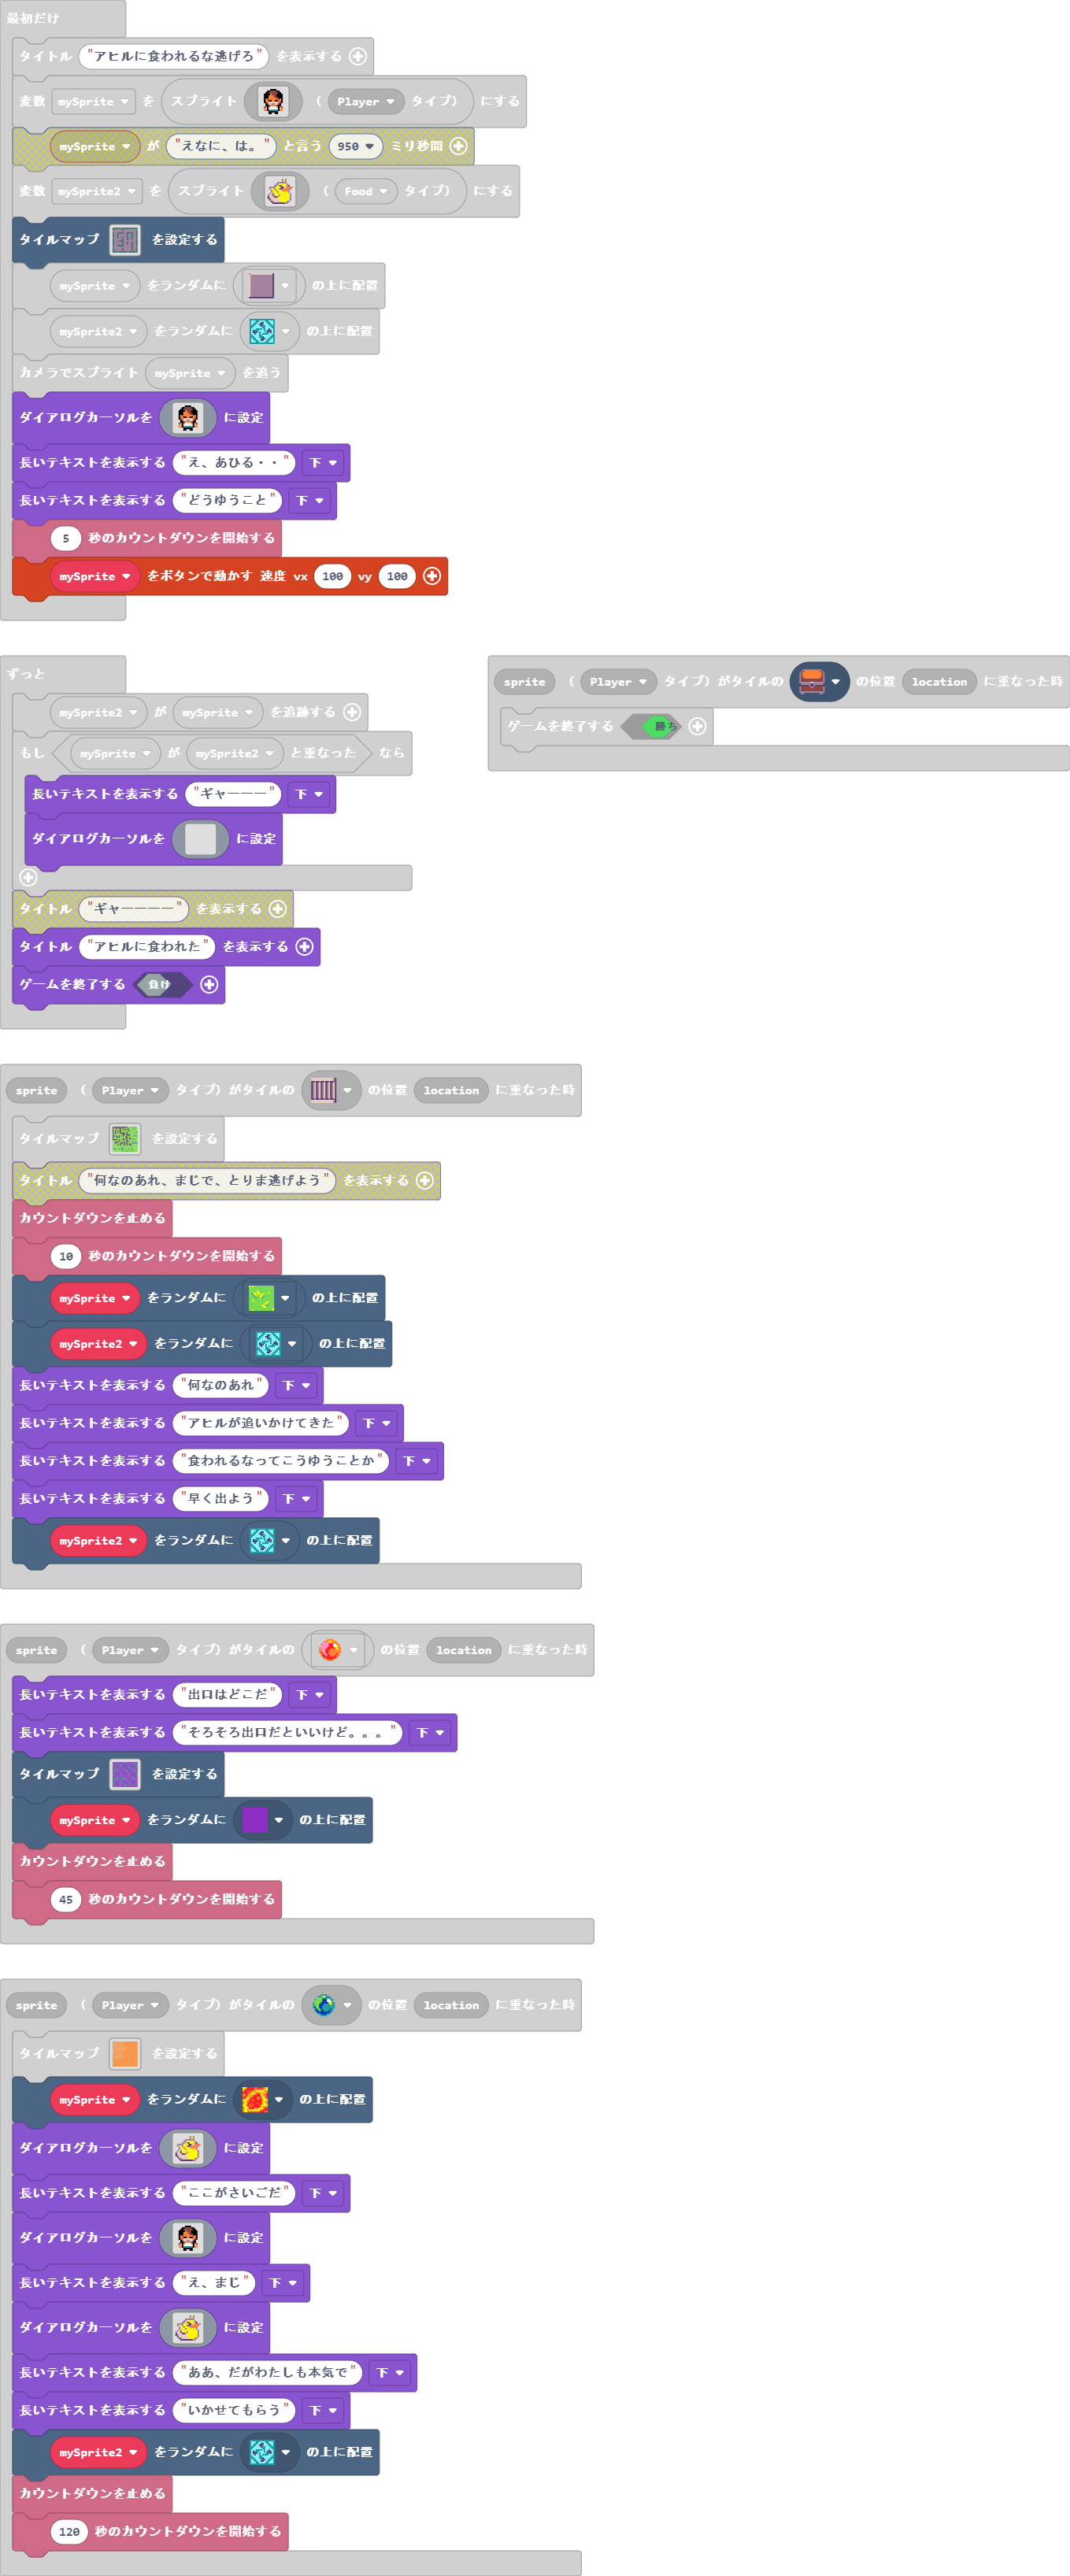 最初だけ
タイトル "アヒルに食われるな逃げろ" を表示する
変数 mySprite を スプライト ( Player タイプ) にする
mySprite が "えなに、は。" と言う 950 ミリ秒間
変数 mySprite2 を スプライト ( Food タイプ) にする
タイルマップ を設定する
mySprite をランダムに の上に配置
mySprite2 をランダムに の上に配置
カメラでスプライト mySprite を追う
ダイアログカーソルを に設定
長いテキストを表示する "え、あひる・・" 下
長いテキストを表示する "どうゆうこと" 下
5 秒のカウントダウンを開始する
mySprite をボタンで動かす 速度 vx 100 vy 100
ずっと
mySprite2 が mySprite を追跡する
もし mySprite が mySprite2 と重なった なら
長いテキストを表示する "ギャーーー" 下
ダイアログカーソルを に設定
タイトル "ギャーーーー" を表示する
タイトル "アヒルに食われた" を表示する
ゲームを終了する 負け
sprite ( Player タイプ) がタイルの の位置 location に重なった時
ゲームを終了する 勝ち
sprite ( Player タイプ) がタイルの の位置 location に重なった時
タイルマップ を設定する
タイトル "何なのあれ、まじで、とりま逃げよう" を表示する
カウントダウンを止める
10 秒のカウントダウンを開始する
mySprite をランダムに の上に配置
mySprite2 をランダムに の上に配置
長いテキストを表示する "何なのあれ" 下
長いテキストを表示する "アヒルが追いかけてきた" 下
長いテキストを表示する "食われるなってこうゆうことか" 下
長いテキストを表示する "早く出よう" 下
mySprite2 をランダムに の上に配置
sprite ( Player タイプ) がタイルの の位置 location に重なった時
長いテキストを表示する "出口はどこだ" 下
長いテキストを表示する "そろそろ出口だといいけど。。。" 下
タイルマップ を設定する
mySprite をランダムに の上に配置
カウントダウンを止める
45 秒のカウントダウンを開始する
sprite ( Player タイプ) がタイルの の位置 location に重なった時
タイルマップ を設定する
mySprite をランダムに の上に配置
ダイアログカーソルを に設定
長いテキストを表示する "ここがさいごだ" 下
ダイアログカーソルを に設定
長いテキストを表示する "え、まじ" 下
ダイアログカーソルを に設定
長いテキストを表示する "ああ、だがわたしも本気で" 下
長いテキストを表示する "いかせてもらう" 下
mySprite2 をランダムに の上に配置
カウントダウンを止める
120 秒のカウントダウンを開始する